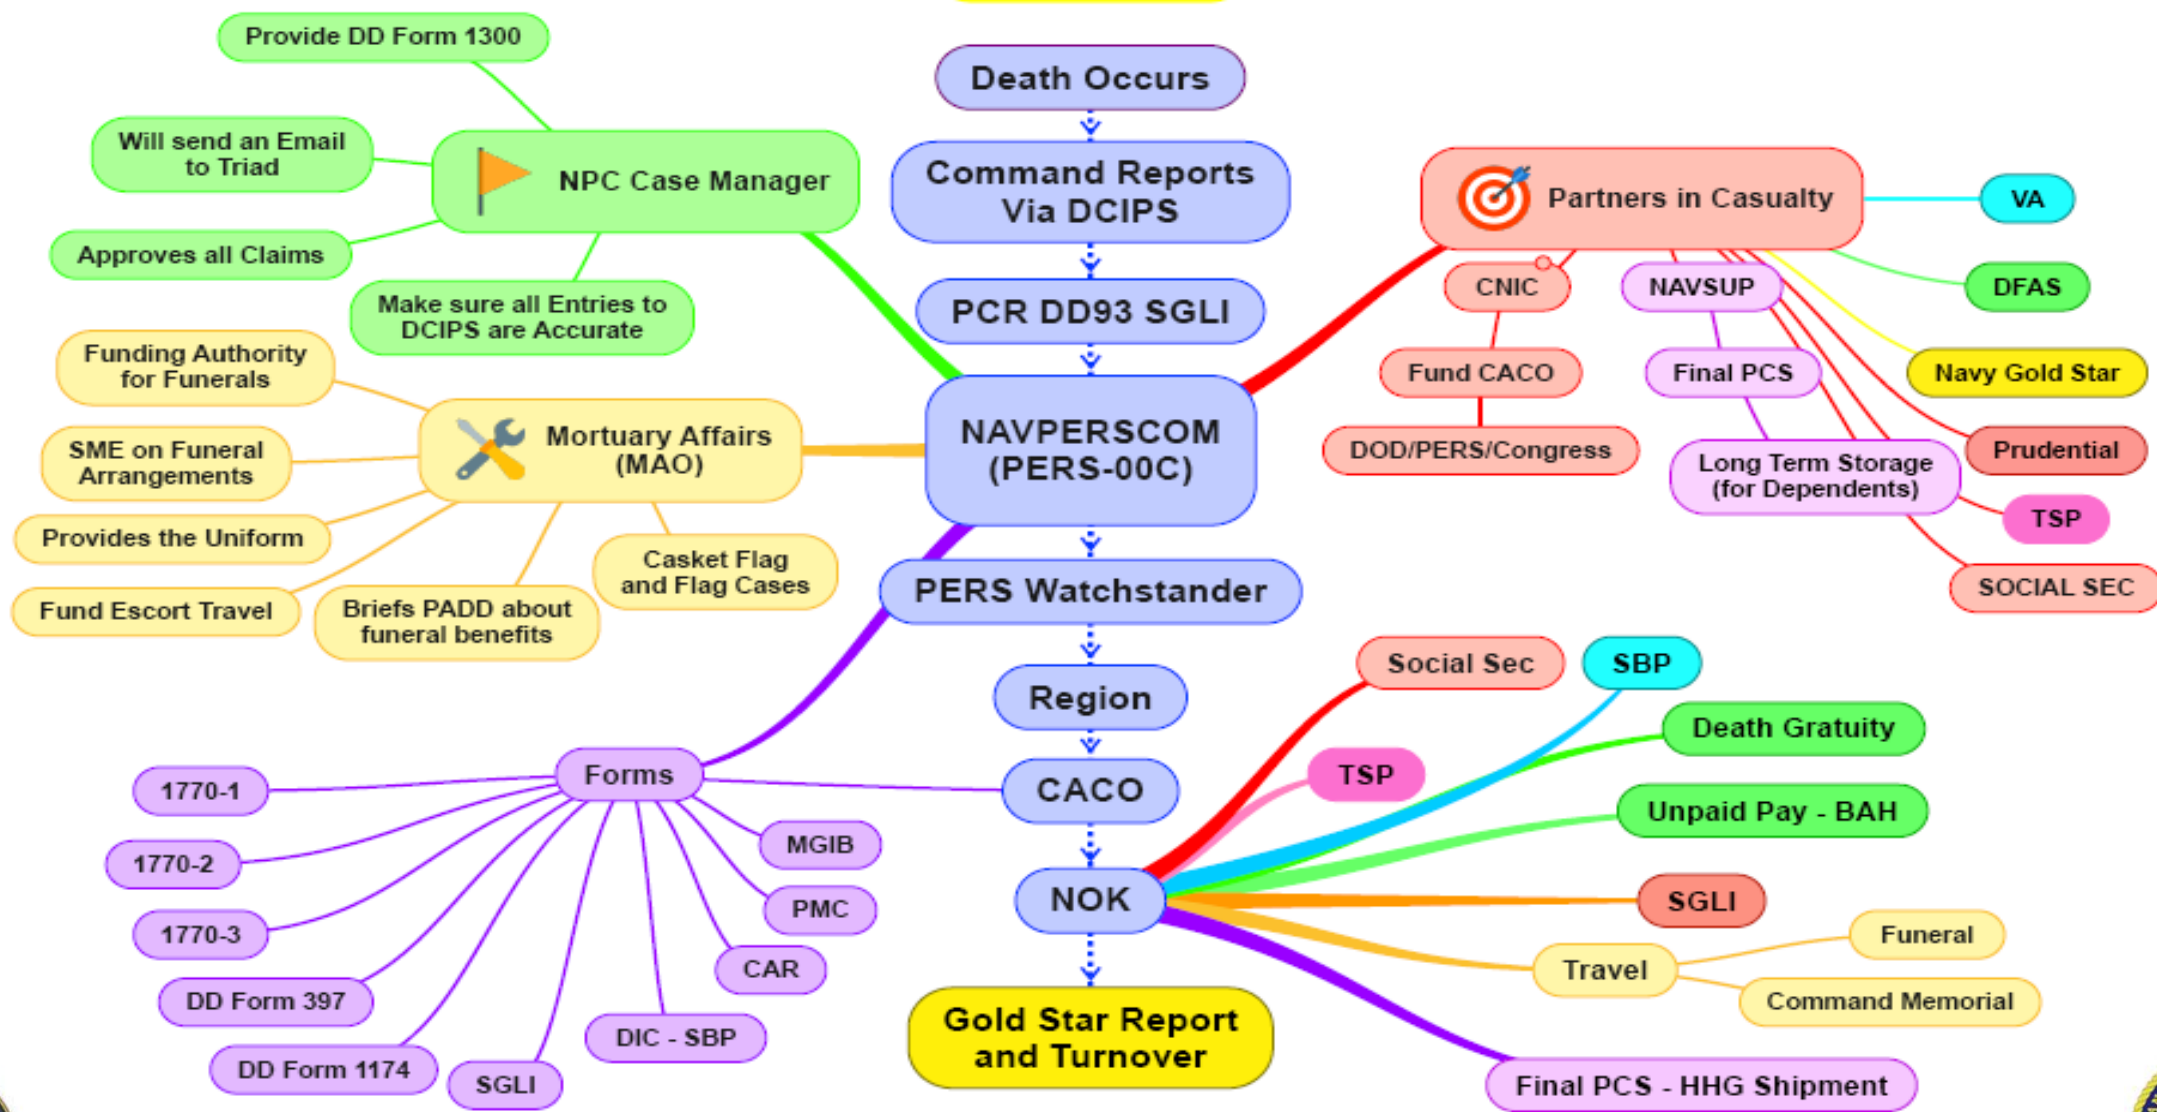 Provide DD Form 1300
Death Occurs
Will send an Email
to Triad
NPC Case Manager
Approves all Claims
Make sure all Entries to
DCIPS are Accurate
Command Reports
Via DCIPS
PCR DD93 SGLI
NAVPERSCOM
(PERS-00C)
Partners in Casualty
VA
DFAS
Navy Gold Star
Prudential
TSP
SOCIAL SEC
CNIC
Fund CACO
DOD/PERS/Congress
NAVSUP
Final PCS
Long Term Storage
(for Dependents)
Funding Authority
for Funerals
Mortuary Affairs
(MAO)
SME on Funeral
Arrangements
Provides the Uniform
Fund Escort Travel
Briefs PADD about
funeral benefits
Casket Flag
and Flag Cases
PERS Watchstander
Region
CACO
NOK
Gold Star Report
and Turnover
Forms
1770-1
1770-2
1770-3
DD Form 397
DD Form 1174
SGLI
DIC - SBP
CAR
PMC
MGIB
Social Sec
SBP
TSP
Death Gratuity
Unpaid Pay - BAH
SGLI
Travel
Funeral
Command Memorial
Final PCS - HHG Shipment